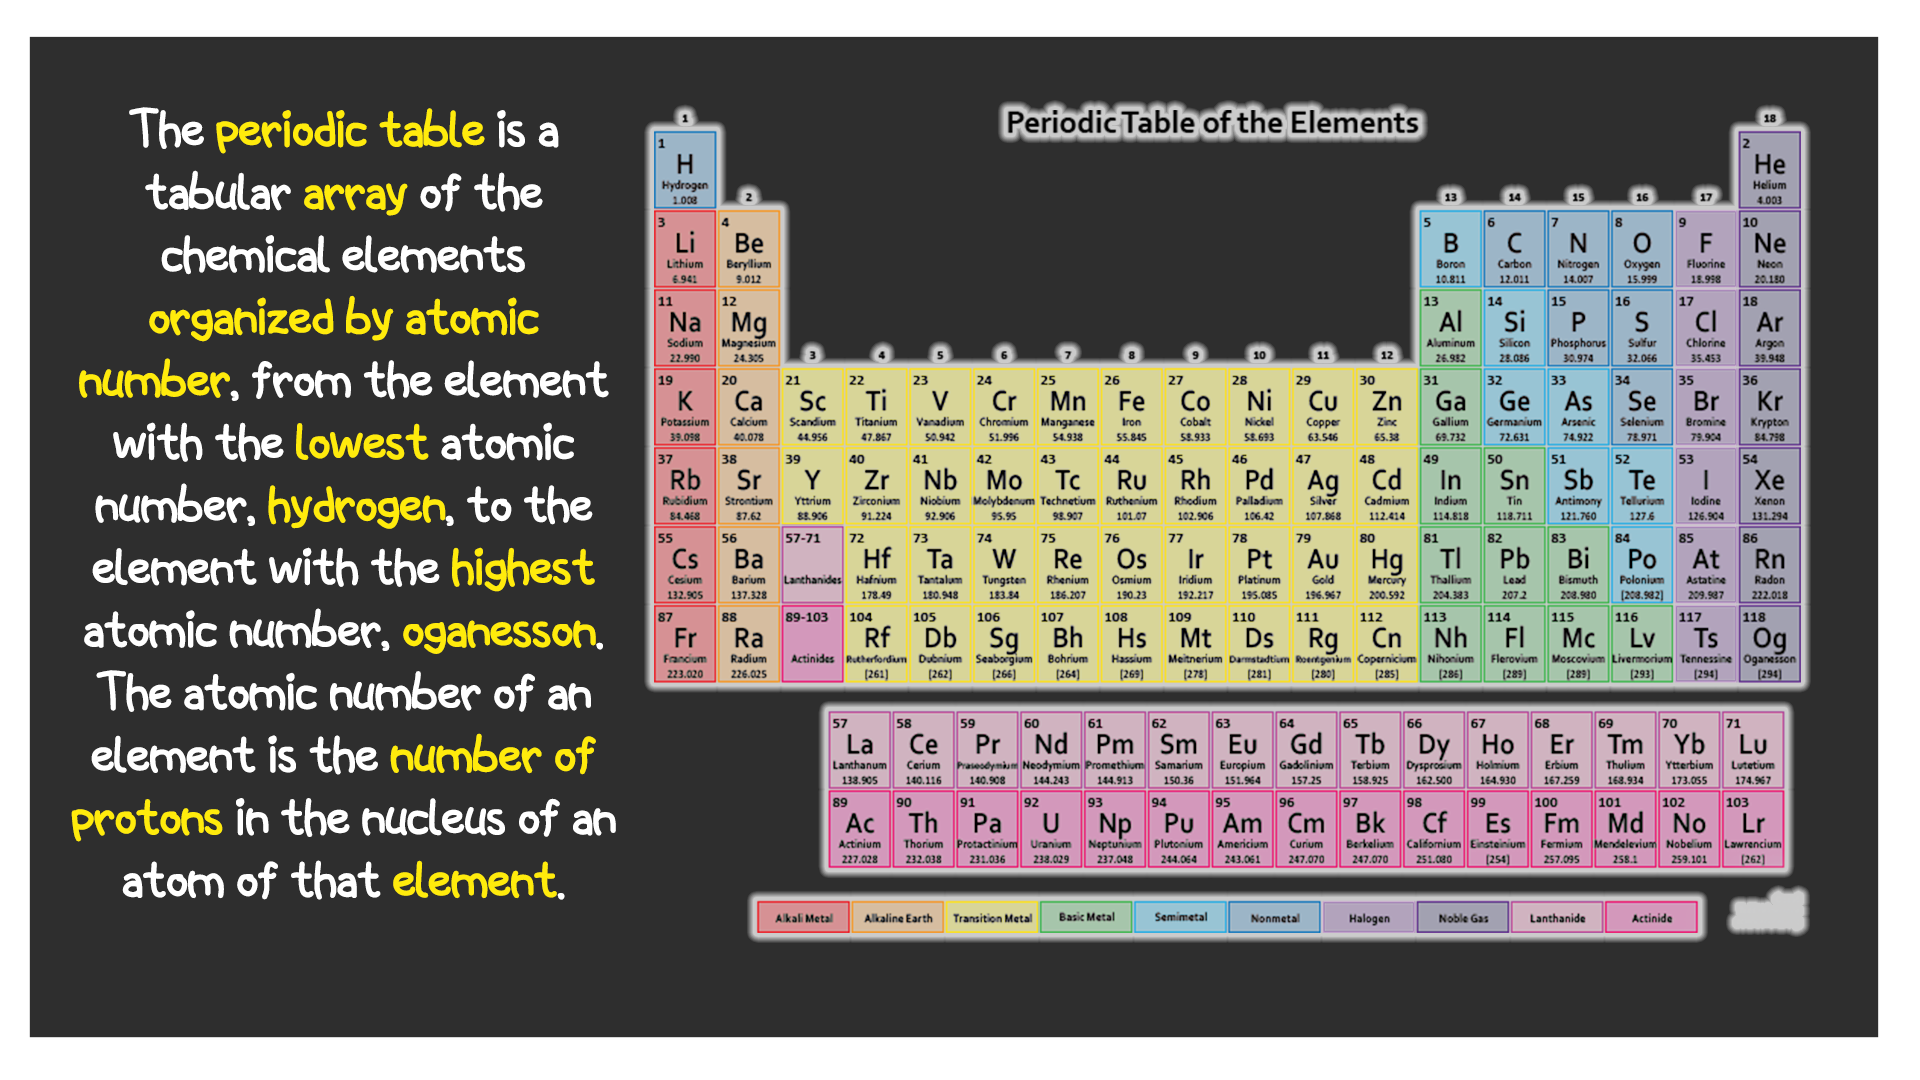 The periodic table is a
tabular array of the
chemical elements
organized by atomic
number, from the element
with the lowest atomic
number, hydrogen, to the
element with the highest
atomic number, oganesson.
The atomic number of an
element is the number of
protons in the nucleus of an
atom of that element.
Periodic Table of the Elements
1 18
1 2
H He
Hydrogen Helium
1.008 4.003
2 13 14 15 16 17
3 4 5 6 7 8 9 10
Li Be B C N O F Ne
Lithium Beryllium Boron Carbon Nitrogen Oxygen Fluorine Neon
6.941 9.012 10.811 12.011 14.007 15.999 18.998 20.180
11 12 13 14 15 16 17 18
Na Mg Al Si P S Cl Ar
Sodium Magnesium Aluminum Silicon Phosphorus Sulfur Chlorine Argon
22.990 24.305 26.982 28.086 30.974 32.066 35.453 39.948
3 4 5 6 7 8 9 10 11 12
19 20 21 22 23 24 25 26 27 28 29 30 31 32 33 34 35 36
K Ca Sc Ti V Cr Mn Fe Co Ni Cu Zn Ga Ge As Se Br Kr
Potassium Calcium Scandium Titanium Vanadium Chromium Manganese Iron Cobalt Nickel Copper Zinc Gallium Germanium Arsenic Selenium Bromine Krypton
39.098 40.078 44.956 47.867 50.942 51.996 54.938 55.845 58.933 58.693 63.546 65.38 69.732 72.631 74.922 78.971 79.904 84.798
37 38 39 40 41 42 43 44 45 46 47 48 49 50 51 52 53 54
Rb Sr Y Zr Nb Mo Tc Ru Rh Pd Ag Cd In Sn Sb Te I Xe
Rubidium Strontium Yttrium Zirconium Niobium Molybdenum Technetium Ruthenium Rhodium Palladium Silver Cadmium Indium Tin Antimony Tellurium Iodine Xenon
84.468 87.62 88.906 91.224 92.906 95.95 98.907 101.07 102.906 106.42 107.868 112.414 114.818 118.711 121.760 127.6 126.904 131.294
55 56 57-71 72 73 74 75 76 77 78 79 80 81 82 83 84 85 86
Cs Ba Hf Ta W Re Os Ir Pt Au Hg Tl Pb Bi Po At Rn
Cesium Barium Lanthanides Hafnium Tantalum Tungsten Rhenium Osmium Iridium Platinum Gold Mercury Thallium Lead Bismuth Polonium Astatine Radon
132.905 137.328 178.49 180.948 183.84 186.207 190.23 192.217 195.085 196.967 200.592 204.383 207.2 208.980 [208.982] 209.987 222.018
87 88 89-103 104 105 106 107 108 109 110 111 112 113 114 115 116 117 118
Fr Ra Rf Db Sg Bh Hs Mt Ds Rg Cn Nh Fl Mc Lv Ts Og
Francium Radium Actinides Rutherfordium Dubnium Seaborgium Bohrium Hassium Meitnerium Darmstadtium Roentgenium Copernicium Nihonium Flerovium Moscovium Livermorium Tennessine Oganesson
223.020 226.025 [261] [262] [266] [264] [269] [278] [281] [280] [285] [286] [289] [289] [293] [294] [294]
57 58 59 60 61 62 63 64 65 66 67 68 69 70 71
La Ce Pr Nd Pm Sm Eu Gd Tb Dy Ho Er Tm Yb Lu
Lanthanum Cerium Praseodymium Neodymium Promethium Samarium Europium Gadolinium Terbium Dysprosium Holmium Erbium Thulium Ytterbium Lutetium
138.905 140.116 140.908 144.243 144.913 150.36 151.964 157.25 158.925 162.500 164.930 167.259 168.934 173.055 174.967
89 90 91 92 93 94 95 96 97 98 99 100 101 102 103
Ac Th Pa U Np Pu Am Cm Bk Cf Es Fm Md No Lr
Actinium Thorium Protactinium Uranium Neptunium Plutonium Americium Curium Berkelium Californium Einsteinium Fermium Mendelevium Nobelium Lawrencium
227.028 232.038 231.036 238.029 237.048 244.064 243.061 247.070 247.070 251.080 [254] 257.095 258.1 259.101 [262]
Alkali Metal Alkaline Earth Transition Metal Basic Metal Semimetal Nonmetal Halogen Noble Gas Lanthanide Actinide